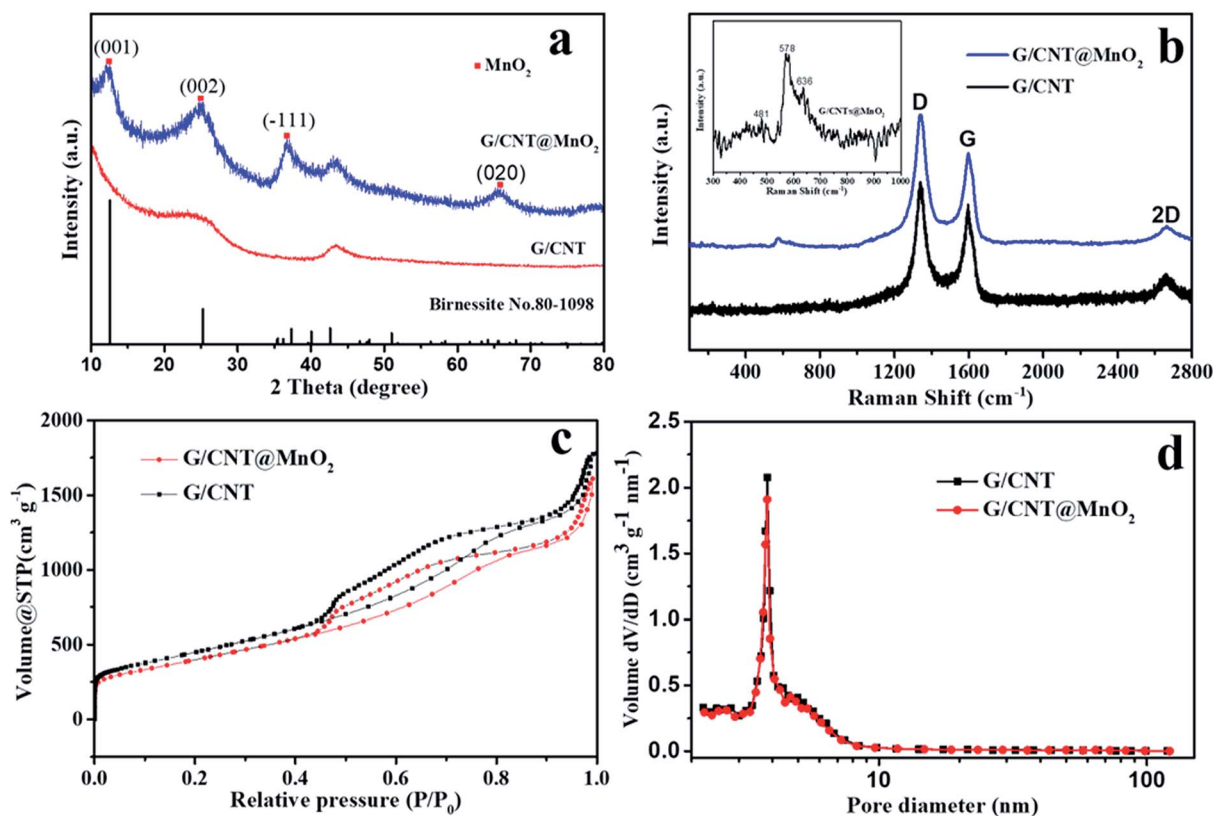 a
(001)
(002)
(-111)
(020)
MnO₂
G/CNT@MnO₂
G/CNT
Birnessite No.80-1098
Intensity (a.u.)
10 20 30 40 50 60 70 80
2 Theta (degree)
b
G/CNT@MnO₂
G/CNT
D
G
2D
Intensity (a.u.)
400 800 1200 1600 2000 2400 2800
Raman Shift (cm⁻¹)
578
636
481
G/CNTs@MnO₂
Intensity (a.u.)
300 400 500 600 700 800 900 1000
Raman Shift (cm⁻¹)
c
G/CNT@MnO₂
G/CNT
Volume@STP(cm³ g⁻¹)
2000
1750
1500
1000
500
250
0
0.0 0.2 0.4 0.6 0.8 1.0
Relative pressure (P/P₀)
d
G/CNT
G/CNT@MnO₂
Volume dV/dD (cm³ g⁻¹ nm⁻¹)
2.5
2.0
1.5
1.0
0.5
0.0
10 100
Pore diameter (nm)